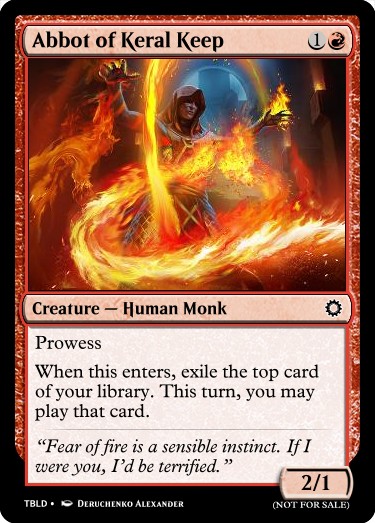 Abbot of Keral Keep 1
Creature — Human Monk
Prowess
When this enters, exile the top card
of your library. This turn, you may
play that card.
“Fear of fire is a sensible instinct. If I
were you, I’d be terrified.”
2/1
TBLD • Deruchenko Alexander
(NOT FOR SALE)